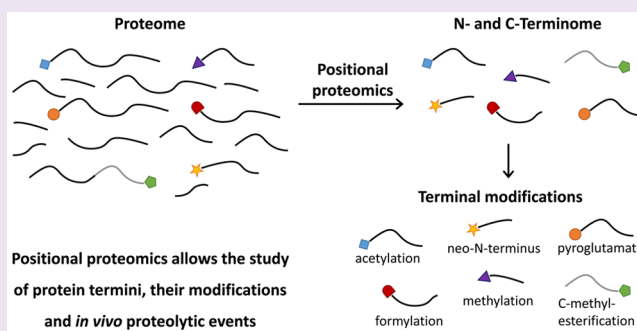 Proteome
N- and C-Terminome
Positional
proteomics
Terminal modifications
acetylation
neo-N-terminus
pyroglutamate
formylation
methylation
C-methyl-
esterification
Positional proteomics allows the study
of protein termini, their modifications
and in vivo proteolytic events